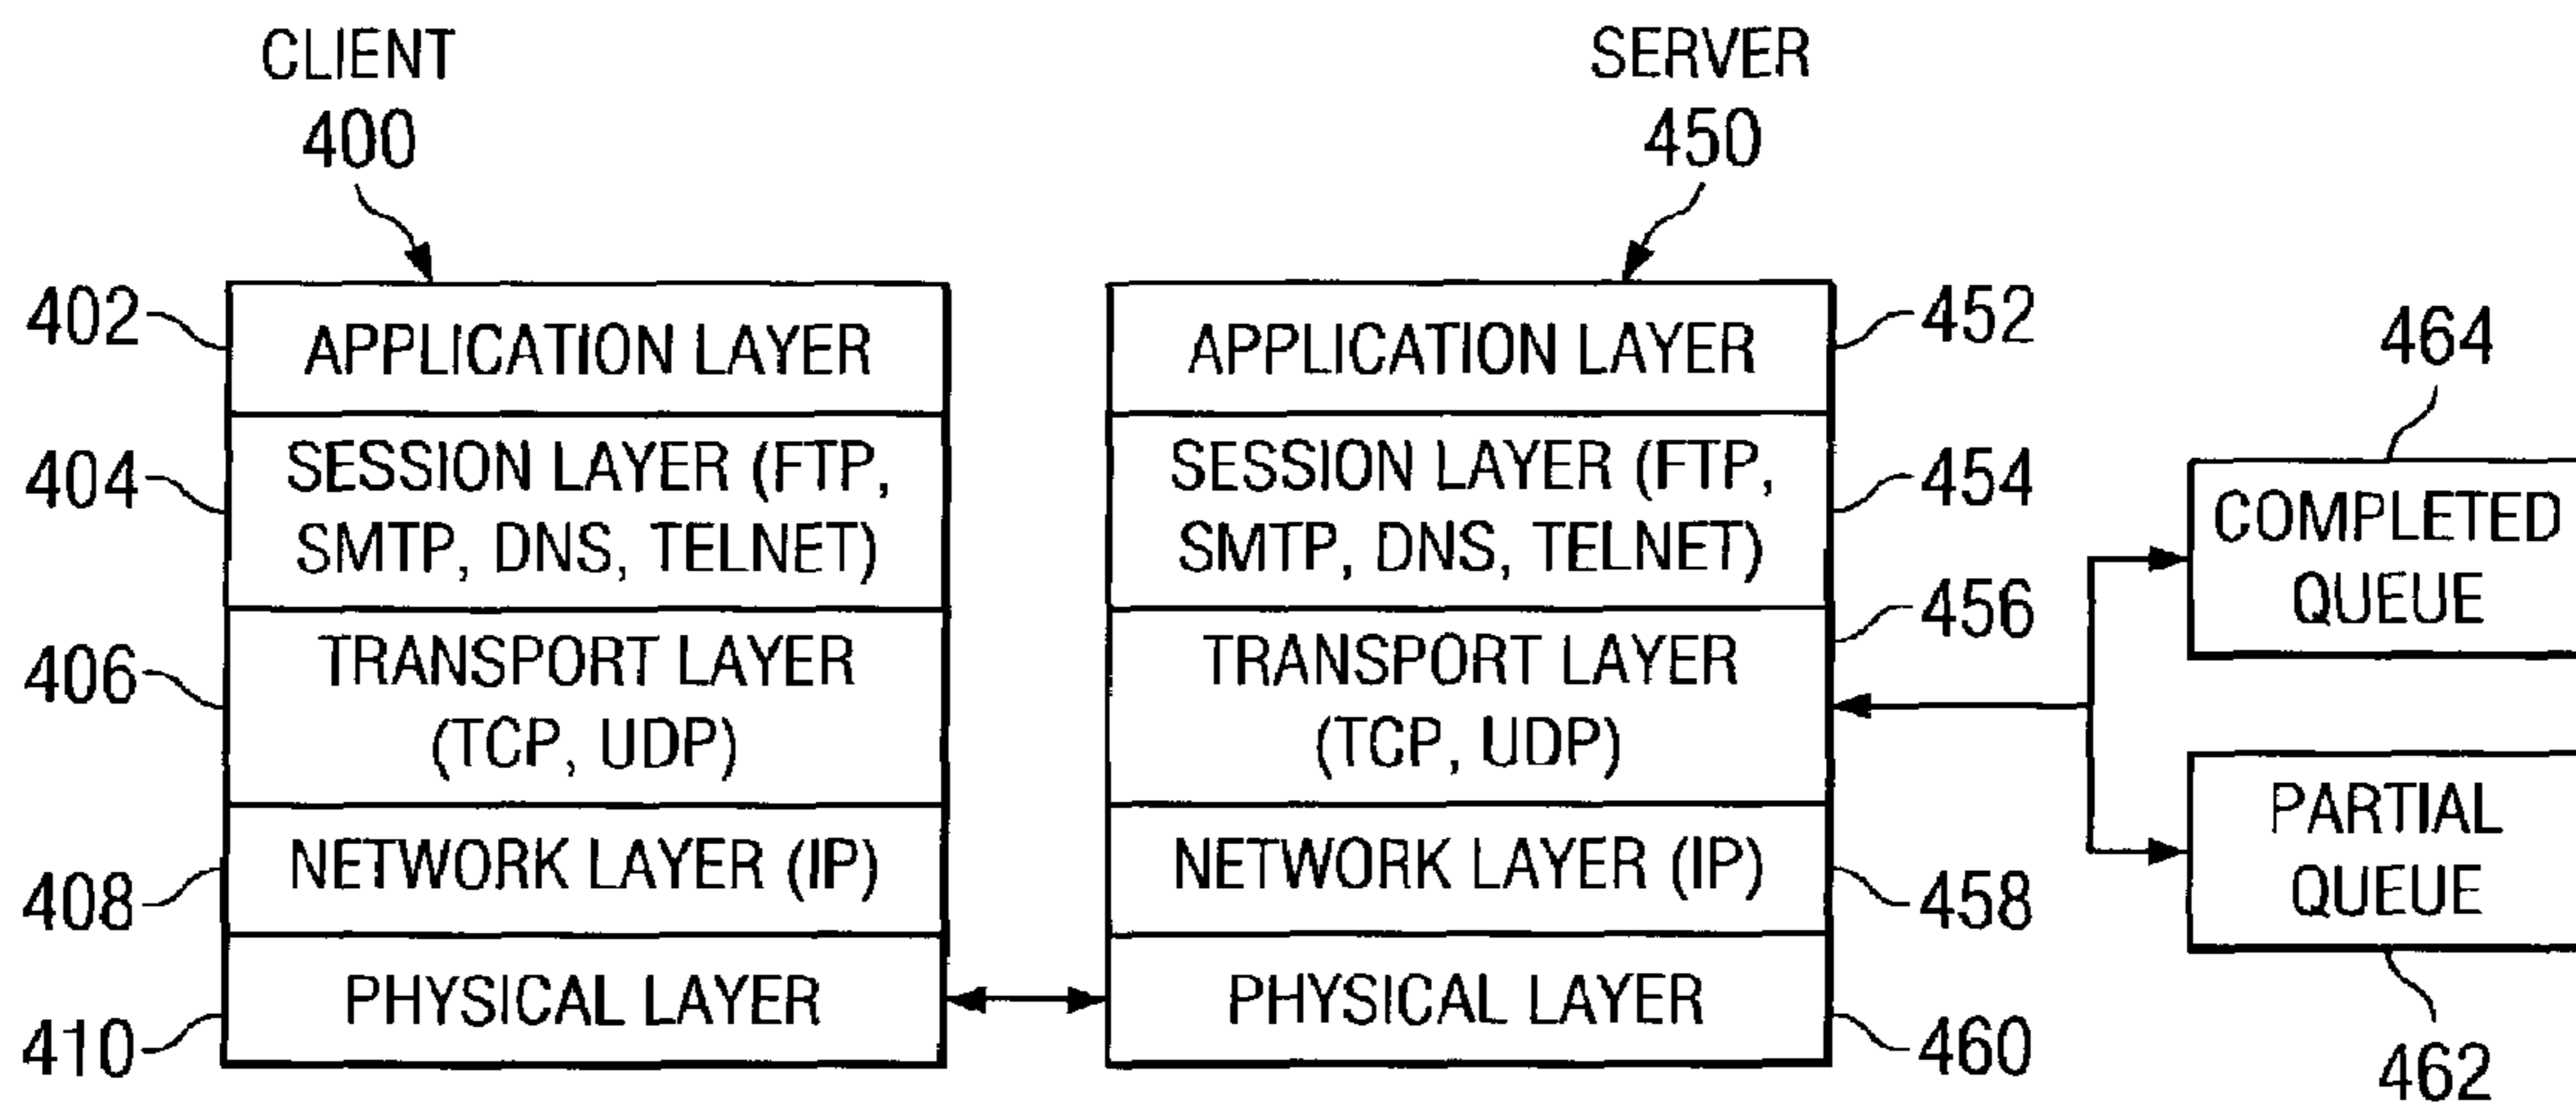 CLIENT
400
SERVER
450
402
APPLICATION LAYER
404
SESSION LAYER (FTP,
SMTP, DNS, TELNET)
406
TRANSPORT LAYER
(TCP, UDP)
408
NETWORK LAYER (IP)
410
PHYSICAL LAYER
APPLICATION LAYER
452
SESSION LAYER (FTP,
SMTP, DNS, TELNET)
454
TRANSPORT LAYER
(TCP, UDP)
456
NETWORK LAYER (IP)
458
PHYSICAL LAYER
460
464
COMPLETED
QUEUE
PARTIAL
QUEUE
462